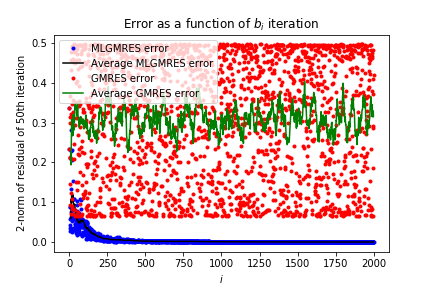 Error as a function of $b_i$ iteration
MLGMRES error
Average MLGMRES error
GMRES error
Average GMRES error
2-norm of residual of 50th iteration
0.5
0.4
0.3
0.2
0.1
0.0
0 250 500 750 1000 1250 1500 1750 2000
i